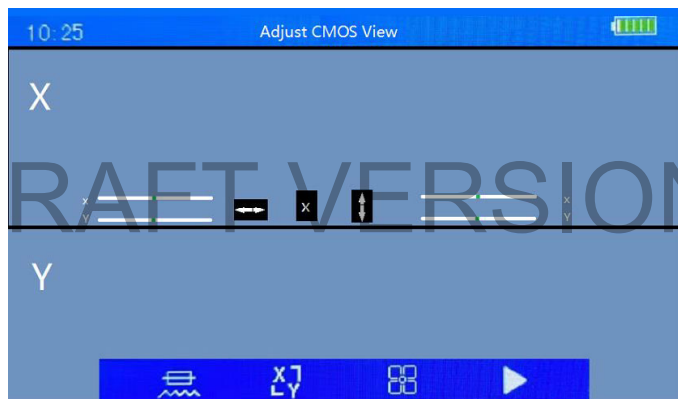 10:25 Adjust CMOS View
X
RAFT VERSION
X X X
Y Y
Y
X
Y